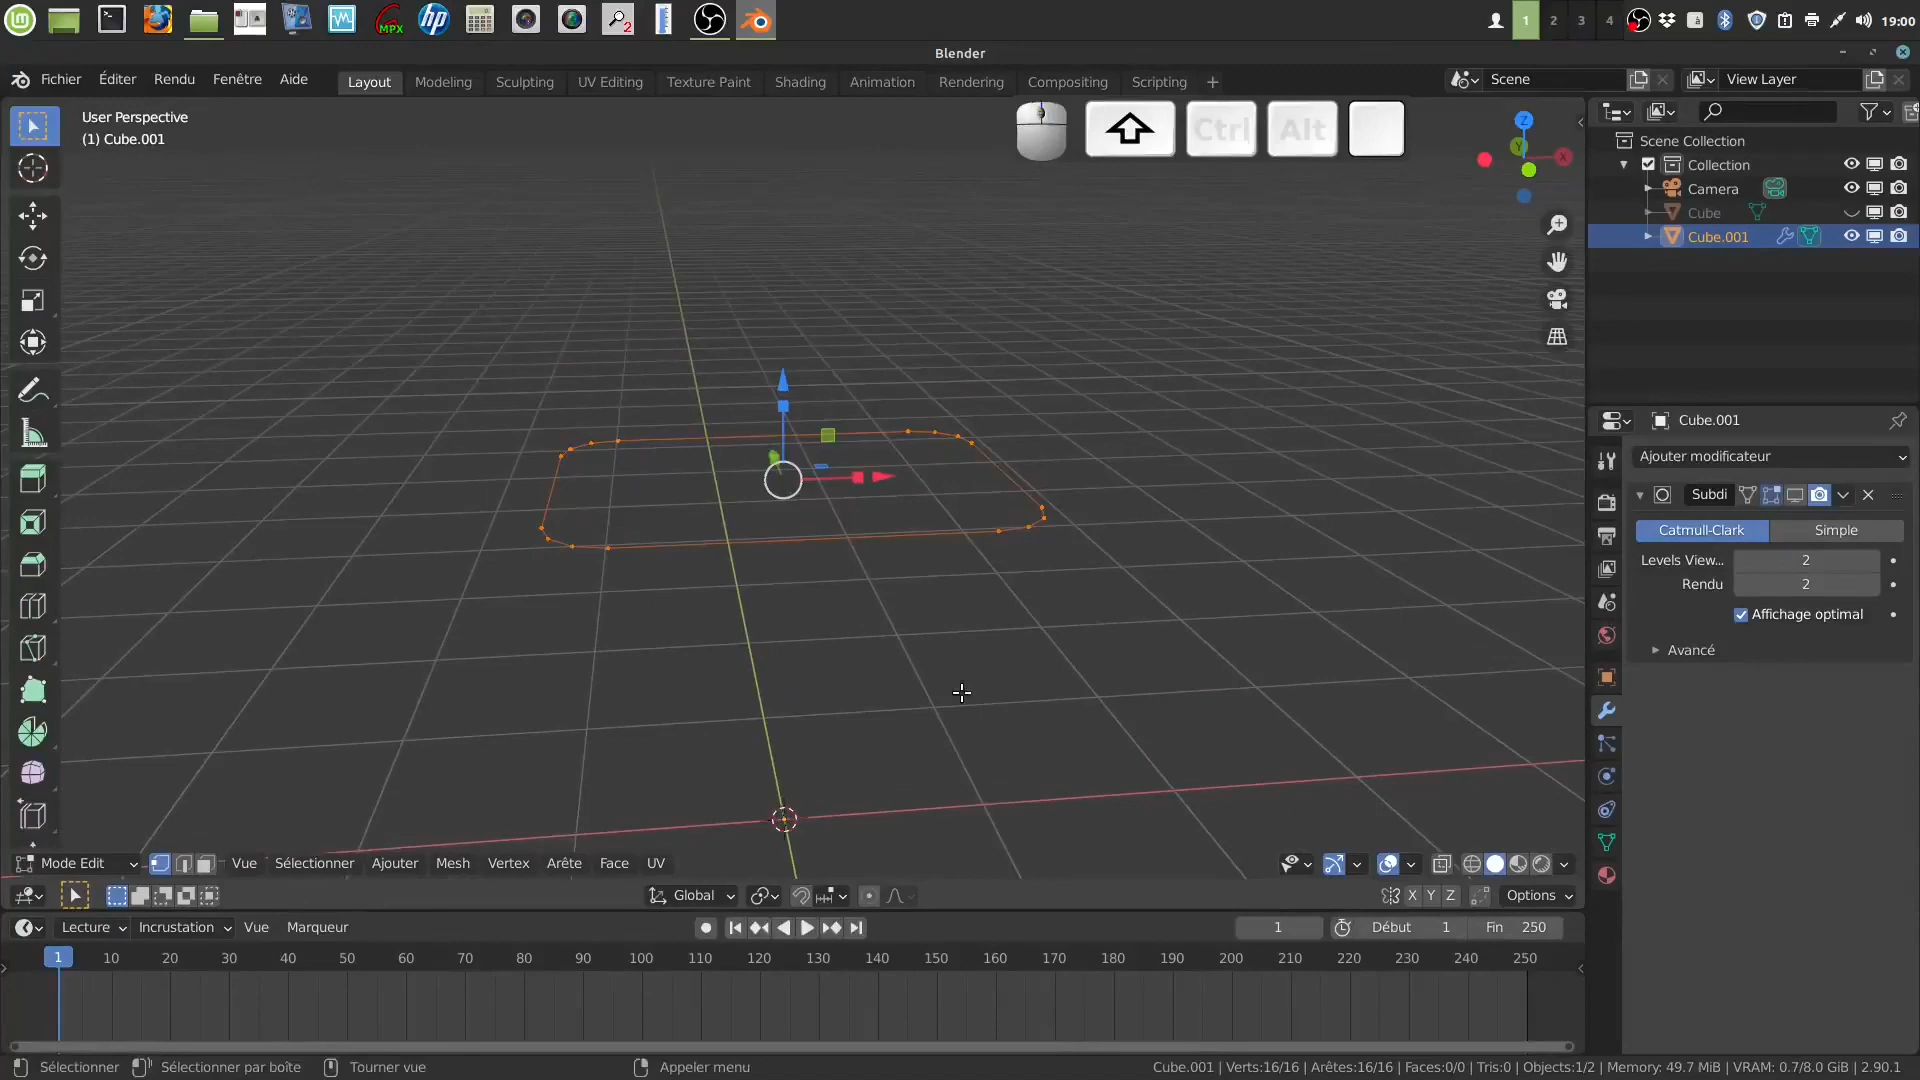 MPX
hp
2
1
2
3
4
à
19:00
Blender
Fichier
Éditer
Rendu
Fenêtre
Aide
Layout
Modeling
Sculpting
UV Editing
Texture Paint
Shading
Animation
Rendering
Compositing
Scripting
+
Scene
View Layer
User Perspective
(1) Cube.001
Ctrl
Alt
Z
Y
X
Scene Collection
Collection
Camera
Cube
Cube.001
Cube.001
Ajouter modificateur
Subdi
Catmull-Clark
Simple
Levels View...
2
Rendu
2
Affichage optimal
Avancé
Mode Edit
Vue
Sélectionner
Ajouter
Mesh
Vertex
Arête
Face
UV
Global
X
Y
Z
Options
Lecture
Incrustation
Vue
Marqueur
1
Début
1
Fin
250
1
10
20
30
40
50
60
70
80
90
100
110
120
130
140
150
160
170
180
190
200
210
220
230
240
250
Sélectionner
Sélectionner par boîte
Tourner vue
Appeler menu
Cube.001 | Verts:16/16 | Arêtes:16/16 | Faces:0/0 | Tris:0 | Objects:1/2 | Memory: 49.7 MiB | VRAM: 0.7/8.0 GiB | 2.90.1